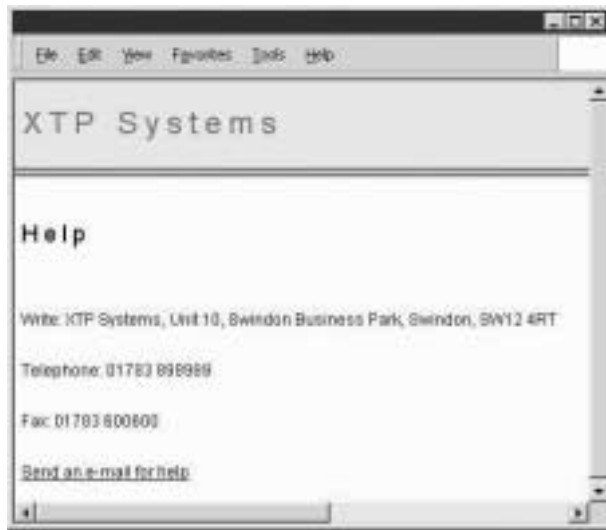 File Edit View Favorites Tools Help
XTP Systems
Help
Write: XTP Systems, Unit 10, Swindon Business Park, Swindon, SW12 4RT
Telephone: 01783 898989
Fax: 01783 600600
Send an e-mail for help